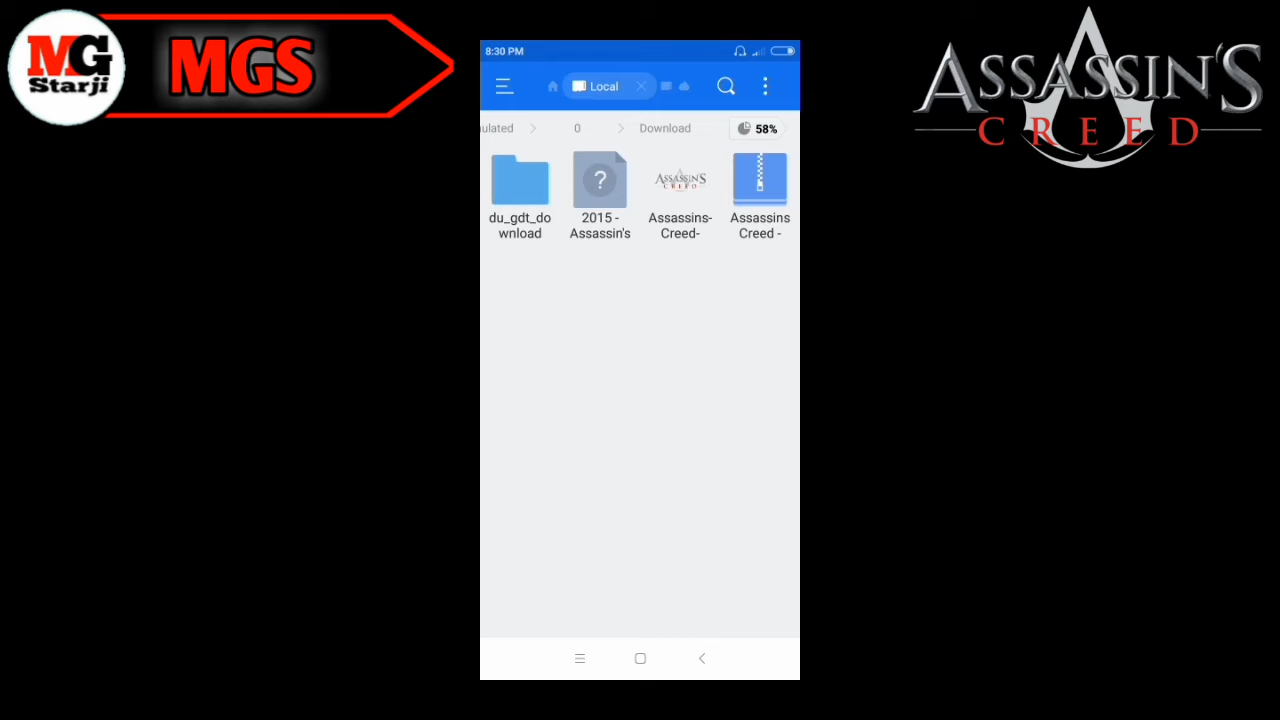 MG
Starji
MGS
ASSASSIN'S
CREED
8:30 PM
Local
ulated > 0 > Download
58%
du_gdt_do
wnload
2015 -
Assassin's
ASSASSIN'S
CREED
Assassins-
Creed-
Assassins
Creed -